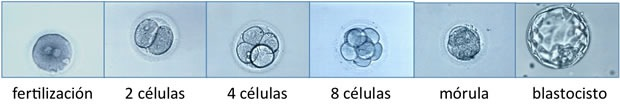 fertilización 2 células 4 células 8 células mórula blastocisto